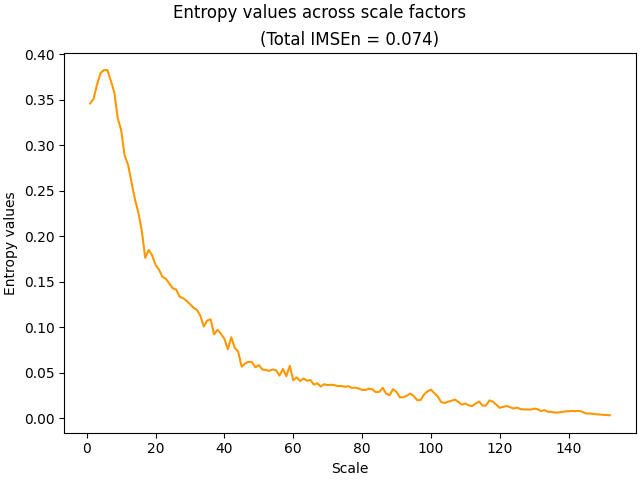 Entropy values across scale factors
(Total IMSEn = 0.074)
0.40
0.35
0.30
0.25
0.20
0.15
0.10
0.05
0.00
Entropy values
0 20 40 60 80 100 120 140
Scale